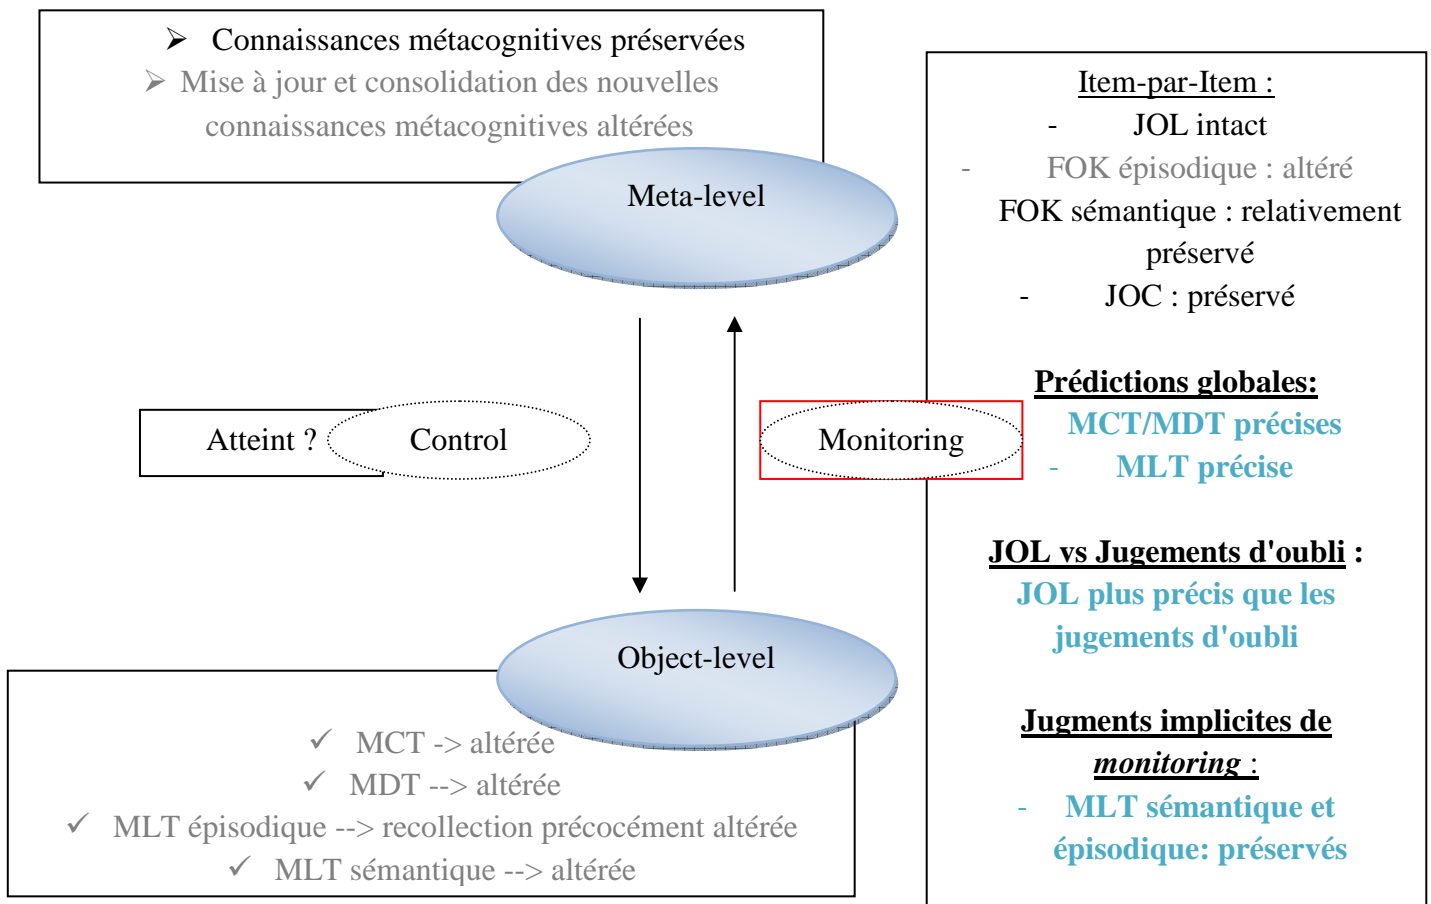 ➢ Connaissances métacognitives préservées
➢ Mise à jour et consolidation des nouvelles
connaissances métacognitives altérées
Meta-level
Atteint ?
Control
Monitoring
Object-level
✓ MCT -> altérée
✓ MDT --> altérée
✓ MLT épisodique --> recollection précocément altérée
✓ MLT sémantique --> altérée
Item-par-Item :
- JOL intact
- FOK épisodique : altéré
FOK sémantique : relativement
préservé
- JOC : préservé
Prédictions globales:
MCT/MDT précises
- MLT précise
JOL vs Jugements d'oubli :
JOL plus précis que les
jugements d'oubli
Jugments implicites de
monitoring :
- MLT sémantique et
épisodique: préservés